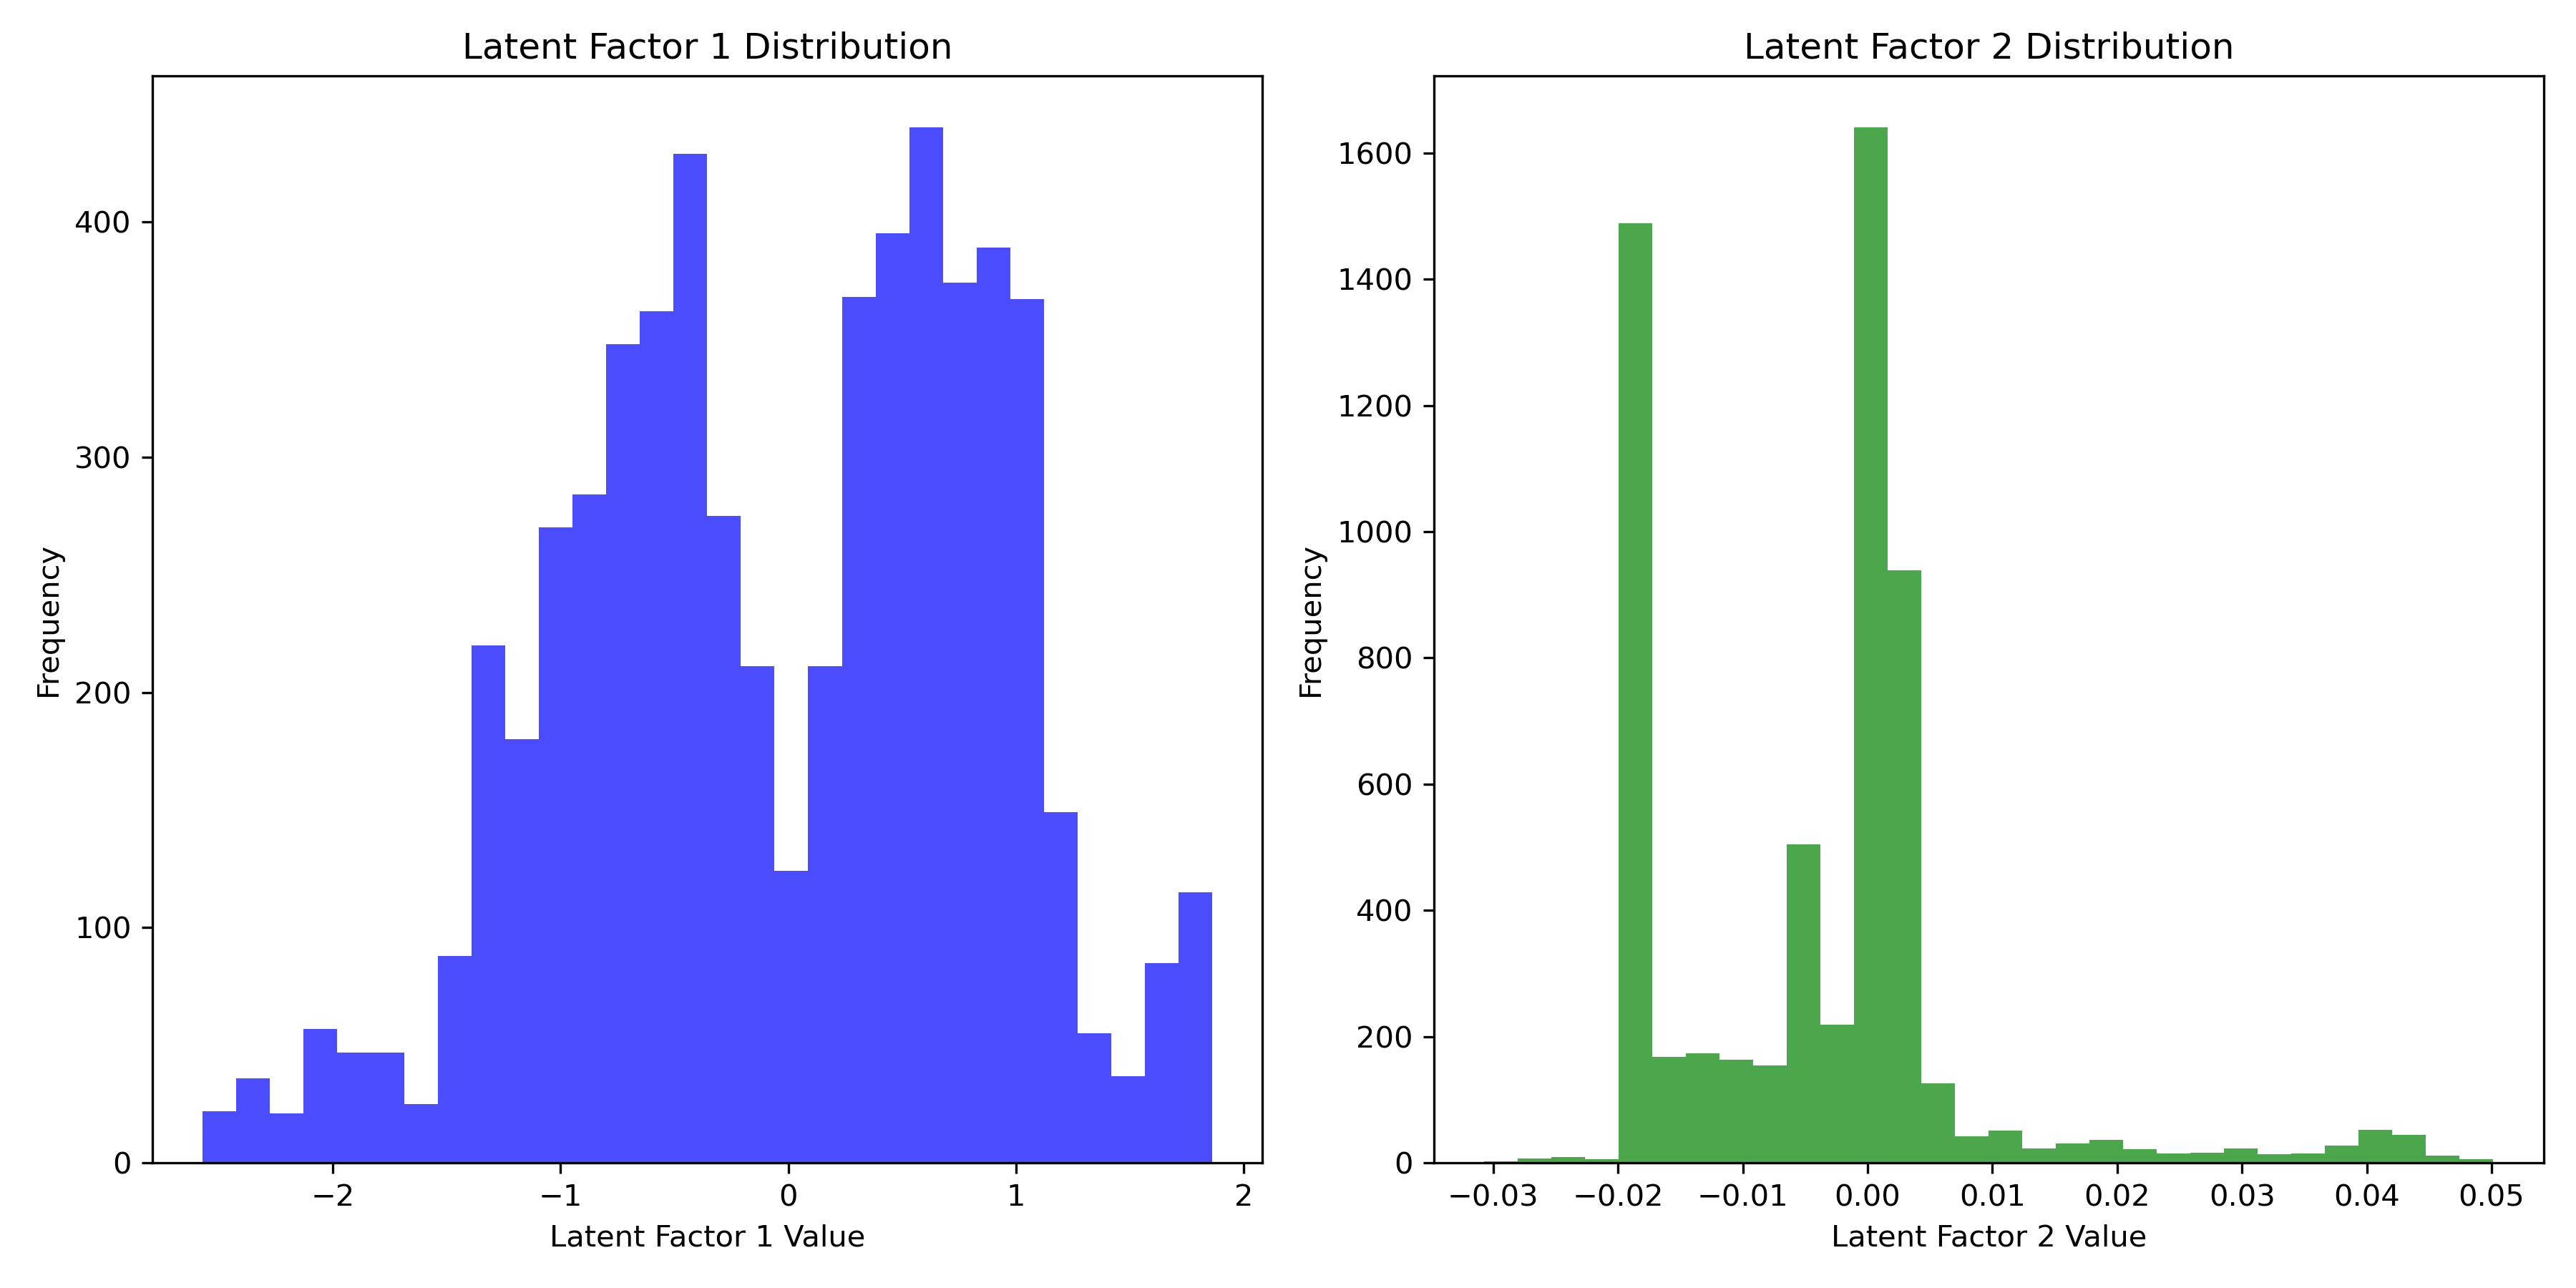 Latent Factor 1 Distribution
Frequency
400
300
200
100
0
−2 −1 0 1 2
Latent Factor 1 Value
Latent Factor 2 Distribution
Frequency
1600
1400
1200
1000
800
600
400
200
0
−0.03 −0.02 −0.01 0.00 0.01 0.02 0.03 0.04 0.05
Latent Factor 2 Value